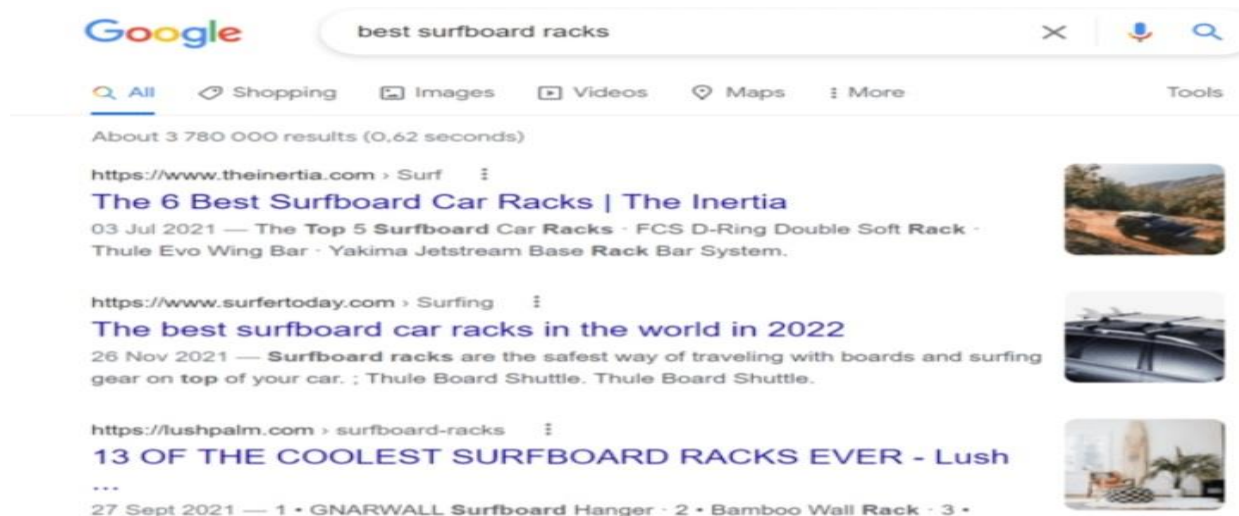 Google
best surfboard racks
All Shopping Images Videos Maps More Tools
About 3 780 000 results (0,62 seconds)
https://www.theinertia.com › Surf
The 6 Best Surfboard Car Racks | The Inertia
03 Jul 2021 — The Top 5 Surfboard Car Racks · FCS D-Ring Double Soft Rack ·
Thule Evo Wing Bar · Yakima Jetstream Base Rack Bar System.
https://www.surfertoday.com › Surfing
The best surfboard car racks in the world in 2022
26 Nov 2021 — Surfboard racks are the safest way of traveling with boards and surfing
gear on top of your car. ; Thule Board Shuttle. Thule Board Shuttle.
https://lushpalm.com › surfboard-racks
13 OF THE COOLEST SURFBOARD RACKS EVER - Lush
...
27 Sept 2021 — 1 • GNARWALL Surfboard Hanger · 2 • Bamboo Wall Rack · 3 •